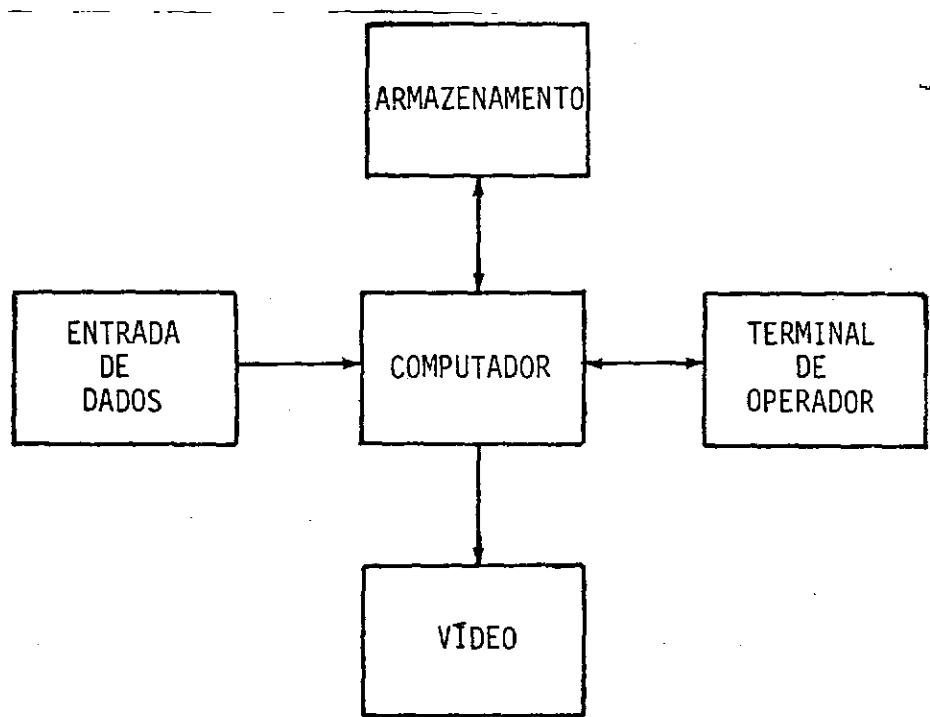 ARMAZENAMENTO
ENTRADA
DE
DADOS
COMPUTADOR
TERMINAL
DE
OPERADOR
VÍDEO